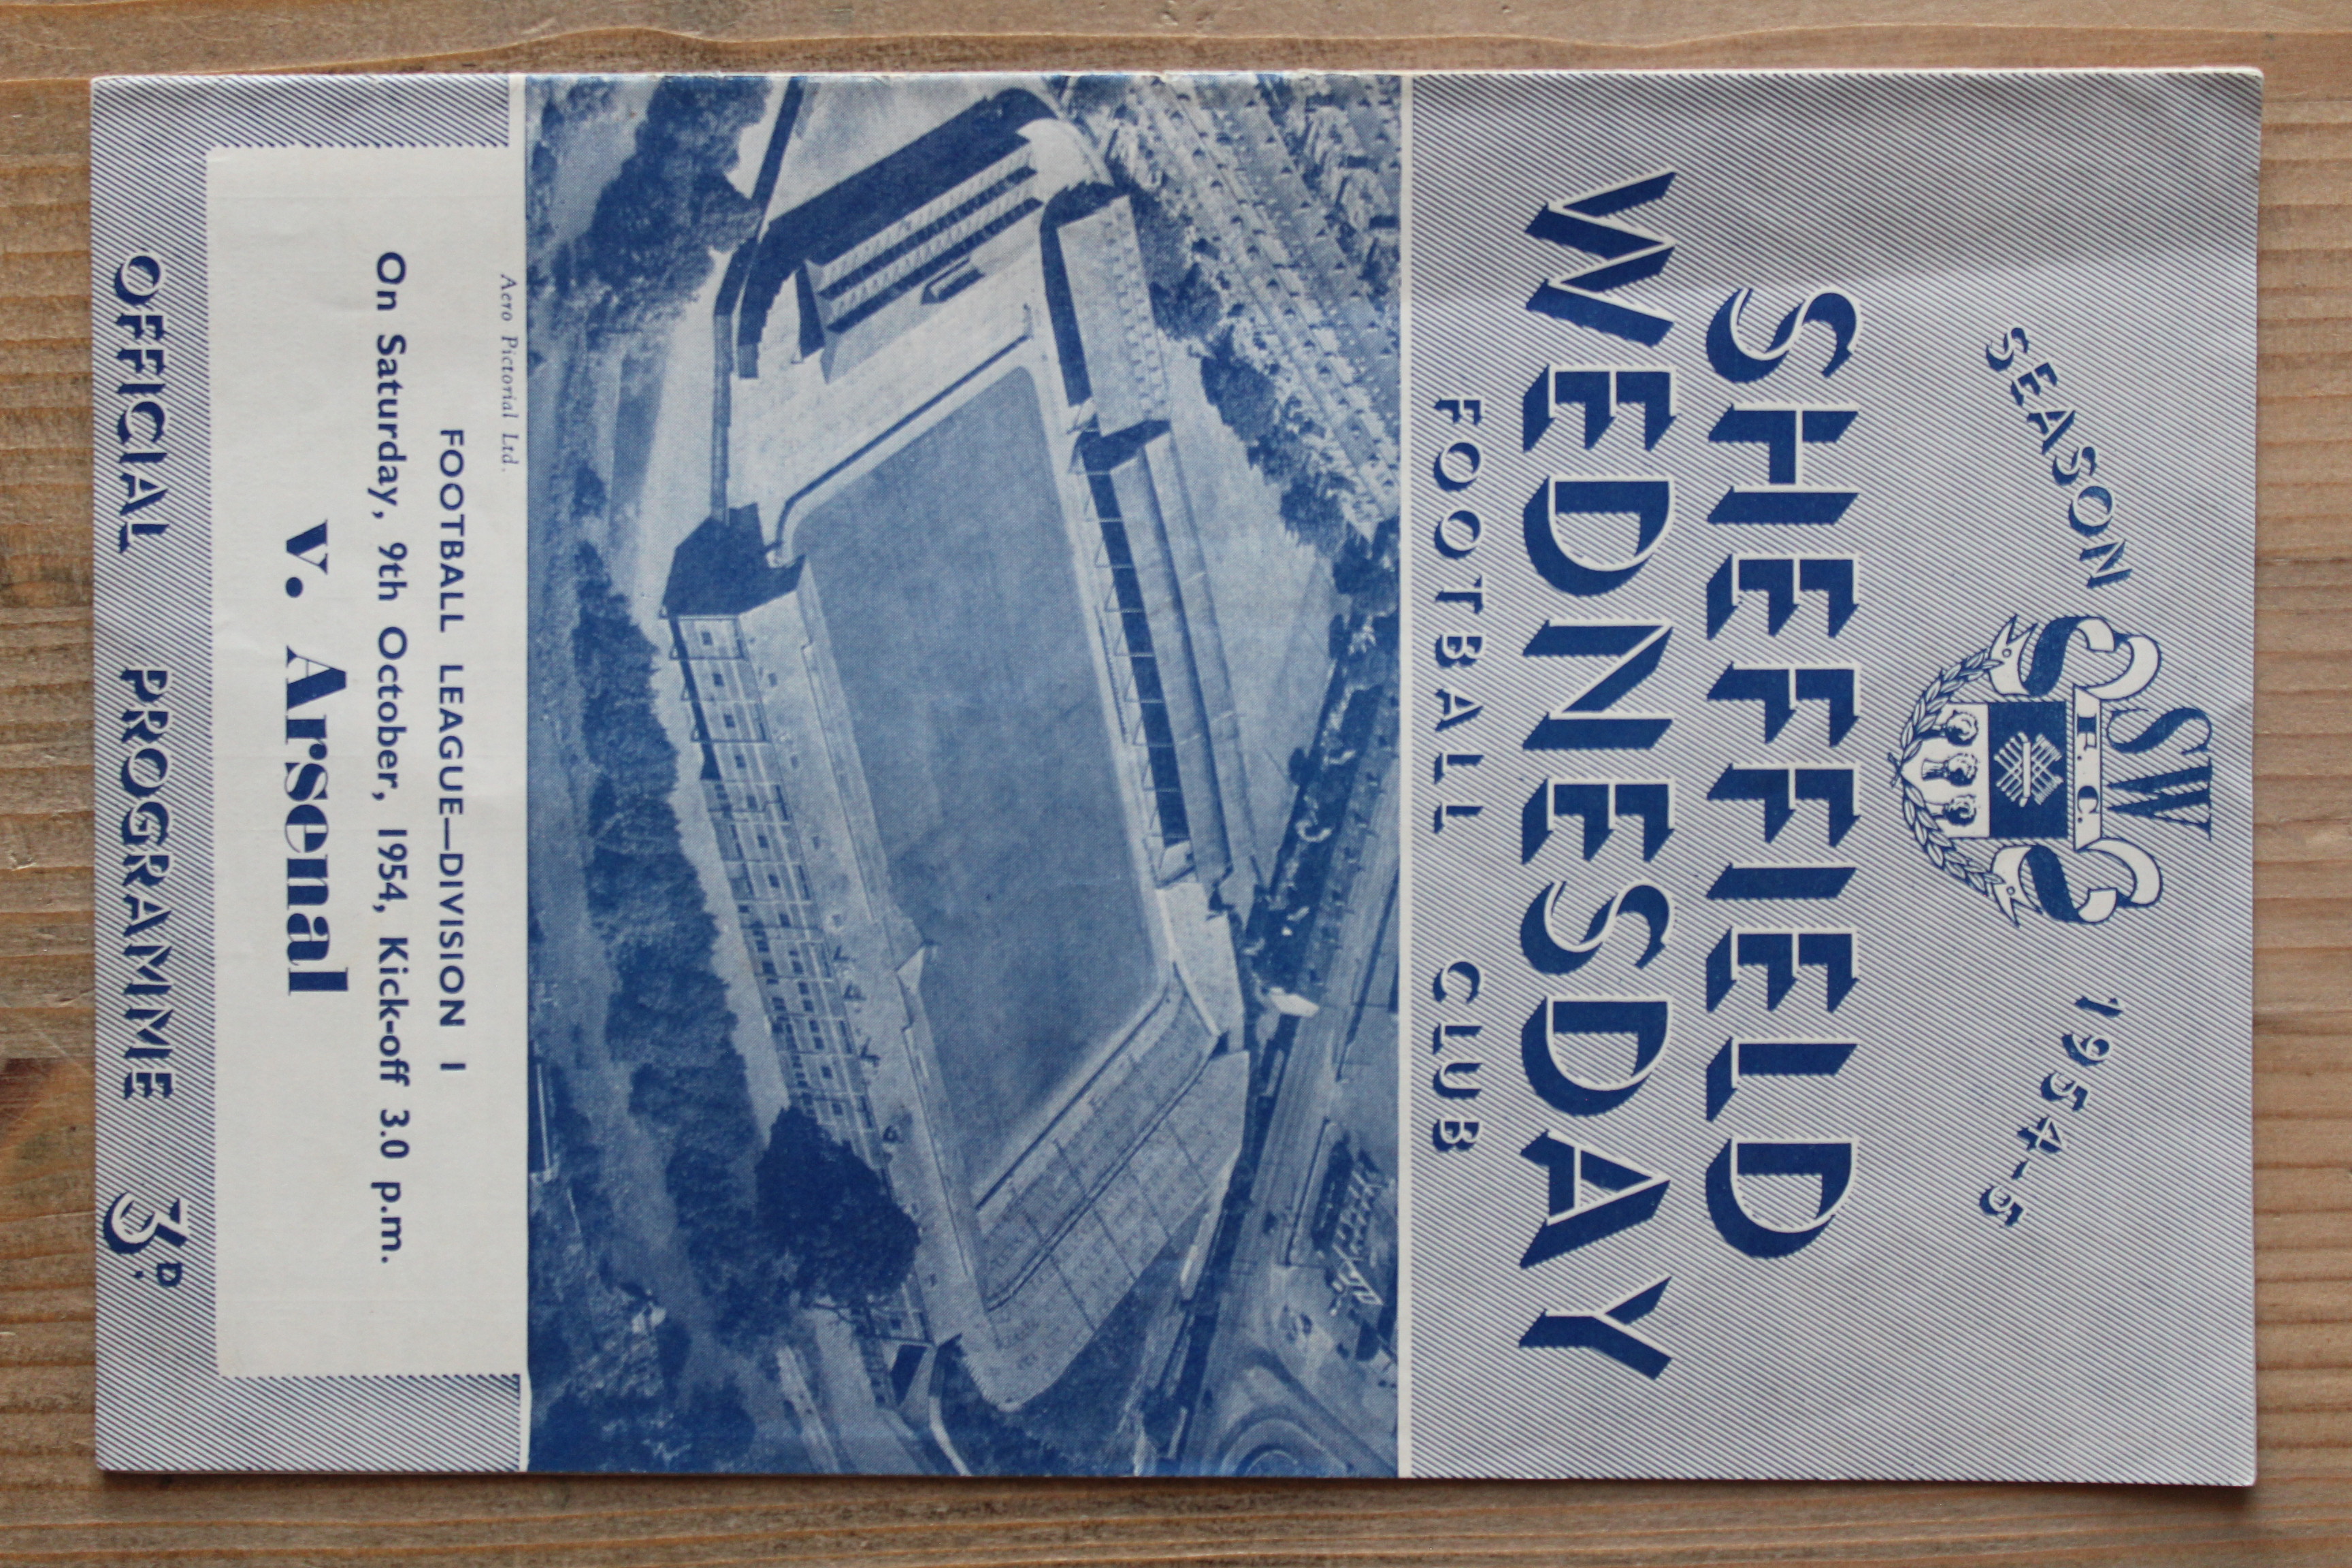 SEASON 1954-5
SW
F.C.
SHEFFIELD
WEDNESDAY
FOOTBALL CLUB
Aero Pictorial Ltd.
FOOTBALL LEAGUE—DIVISION I
On Saturday, 9th October, 1954, Kick-off 3.0 p.m.
v. Arsenal
OFFICIAL PROGRAMME 3D.